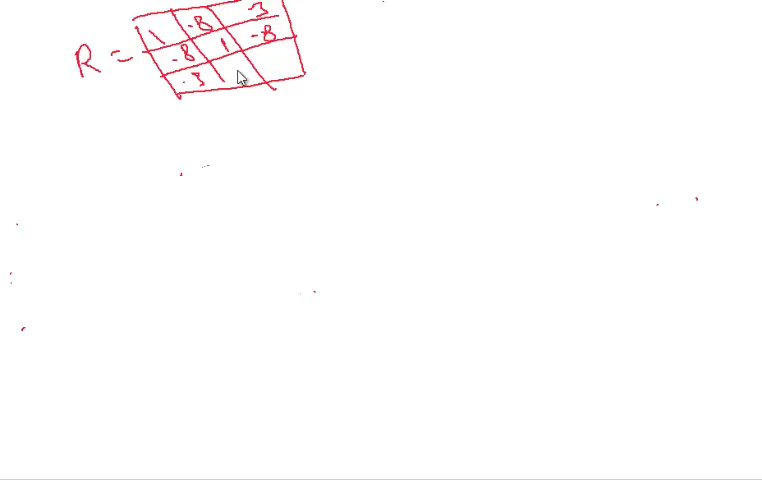 1 .8 .3
R = .8 1 .8
.3